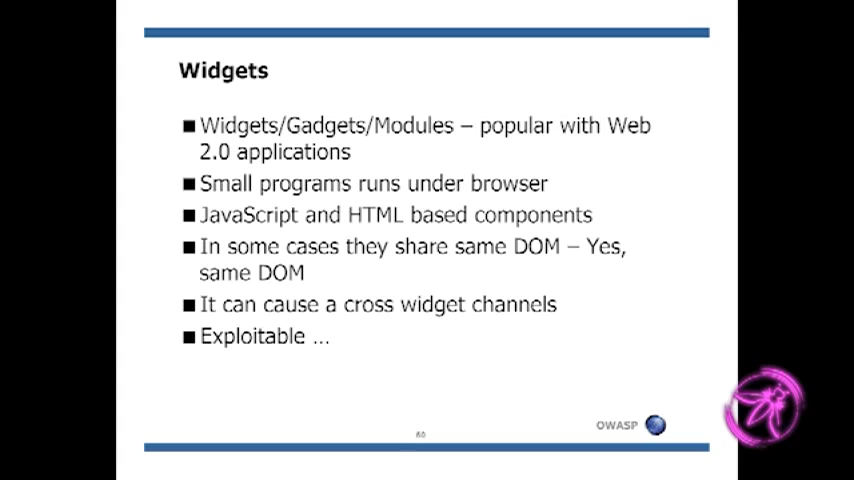 Widgets
■ Widgets/Gadgets/Modules – popular with Web
2.0 applications
■ Small programs runs under browser
■ JavaScript and HTML based components
■ In some cases they share same DOM – Yes,
same DOM
■ It can cause a cross widget channels
■ Exploitable ...
OWASP
60